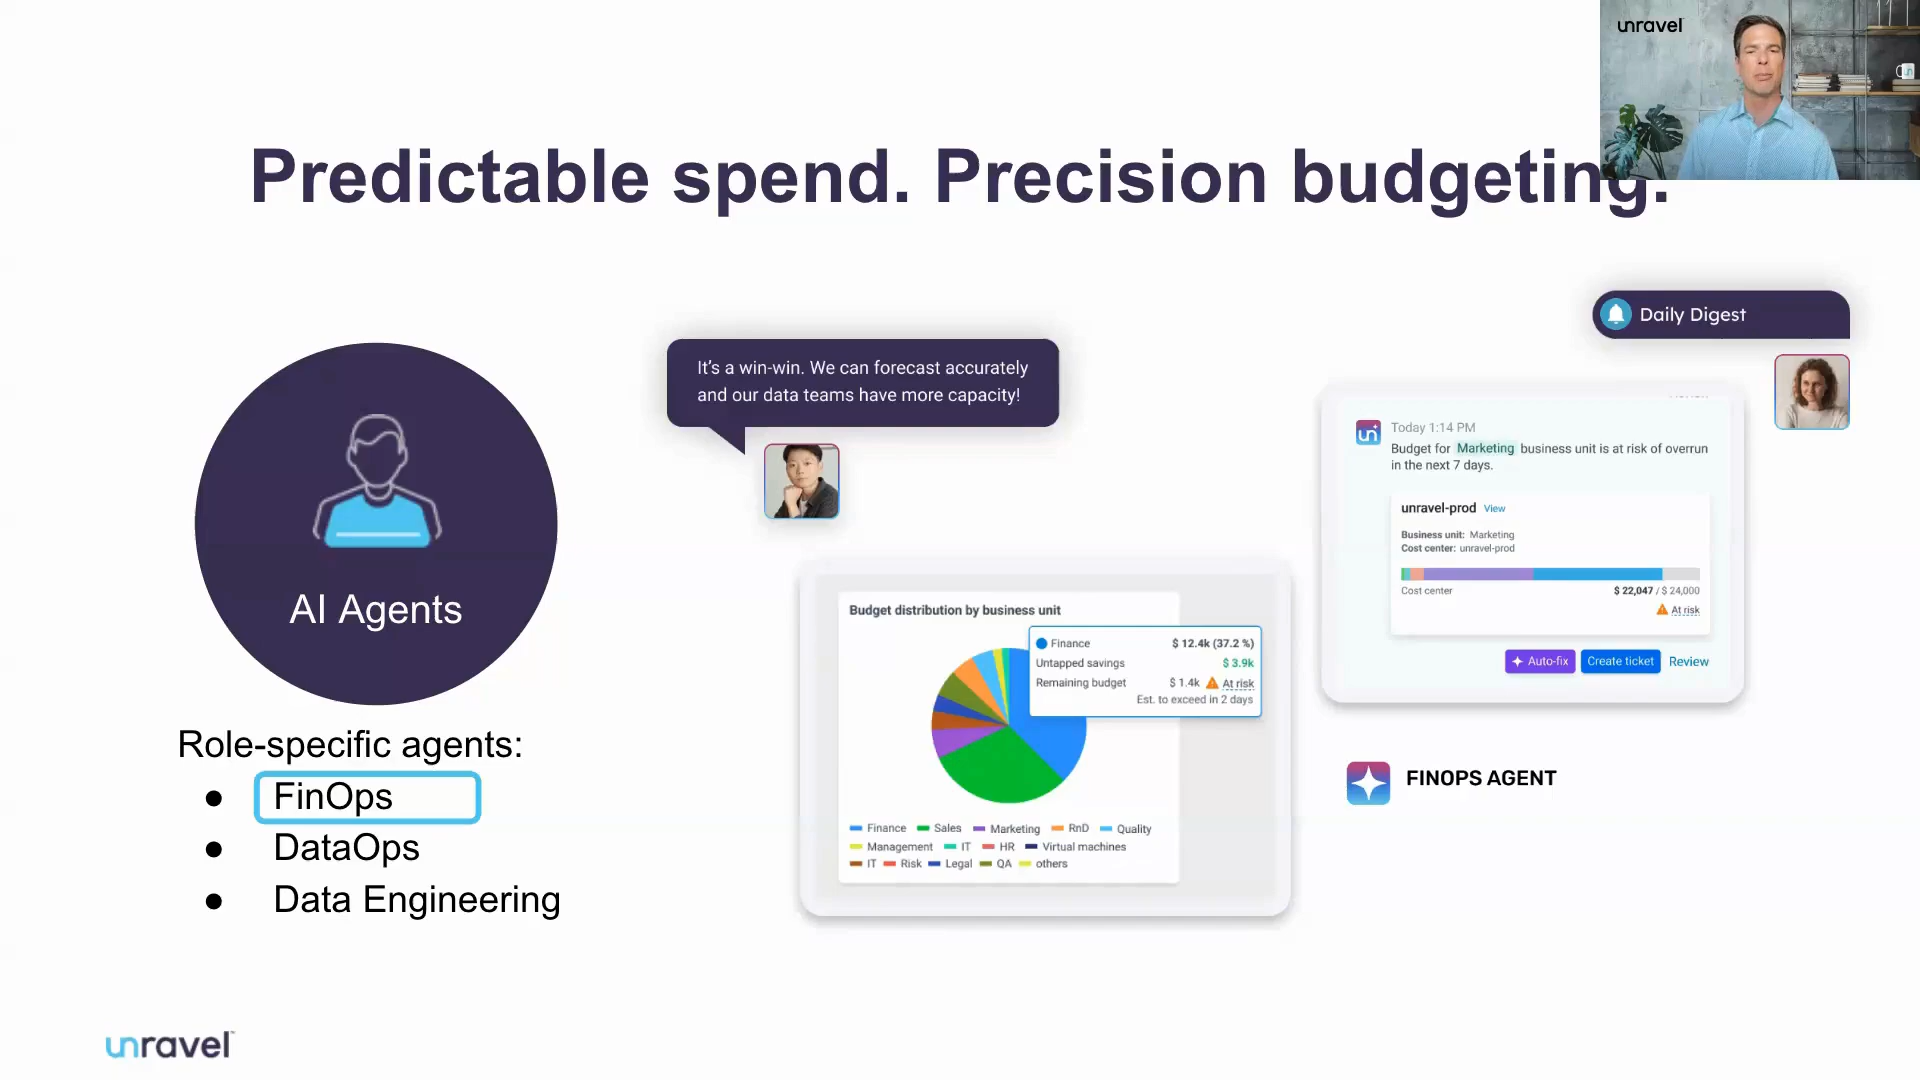 unravel
Predictable spend. Precision budgeting.
Daily Digest
It's a win-win. We can forecast accurately
and our data teams have more capacity!
AI Agents
Role-specific agents:
● FinOps
● DataOps
● Data Engineering
Budget distribution by business unit
Finance $ 12.4k (37.2 %)
Untapped savings $ 3.9k
Remaining budget $ 1.4k At risk
Est. to exceed in 2 days
Finance Sales Marketing RnD Quality
Management IT HR Virtual machines
IT Risk Legal QA others
un
Today 1:14 PM
Budget for Marketing business unit is at risk of overrun
in the next 7 days.
unravel-prod View
Business unit: Marketing
Cost center: unravel-prod
Cost center $ 22,047 / $ 24,000
At risk
Auto-fix Create ticket Review
FINOPS AGENT
unravel™